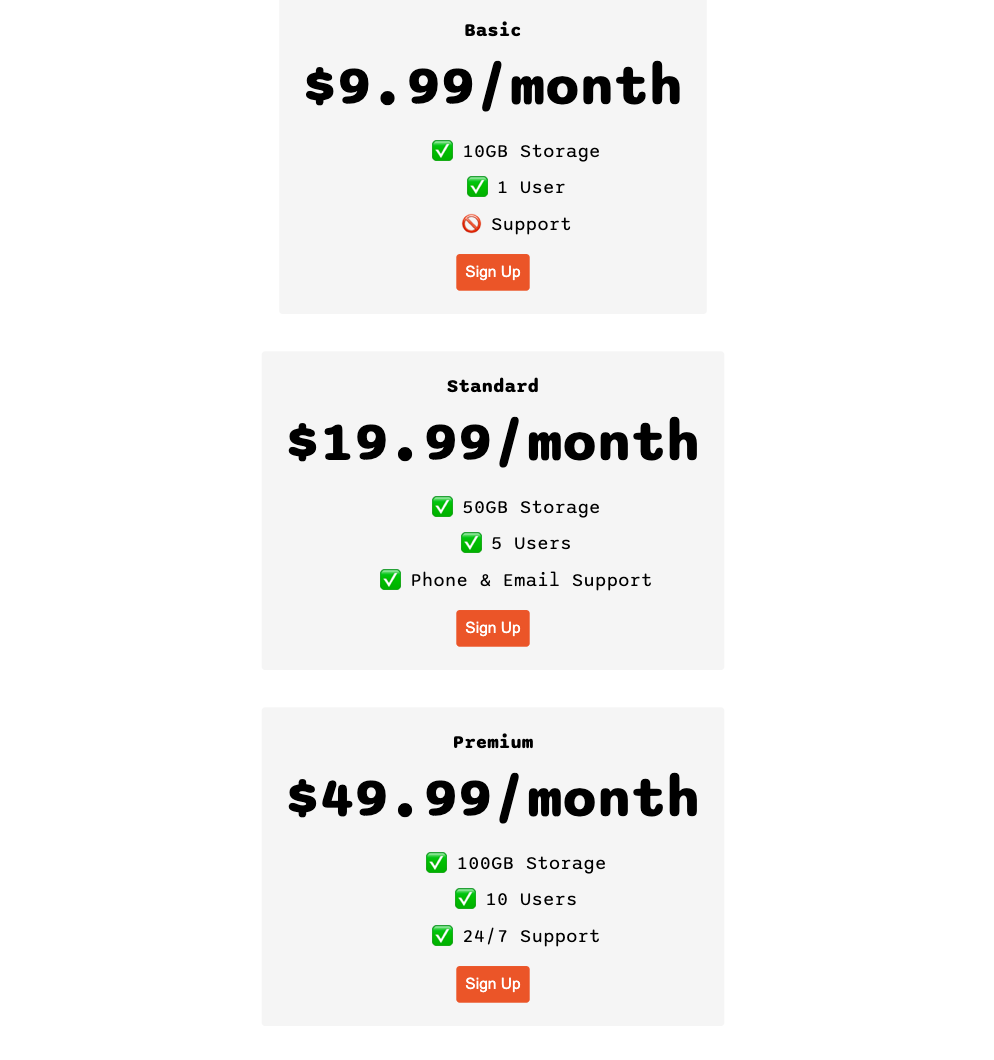 Basic
$9.99/month
✅ 10GB Storage
✅ 1 User
🚫 Support
Sign Up
Standard
$19.99/month
✅ 50GB Storage
✅ 5 Users
✅ Phone & Email Support
Sign Up
Premium
$49.99/month
✅ 100GB Storage
✅ 10 Users
✅ 24/7 Support
Sign Up